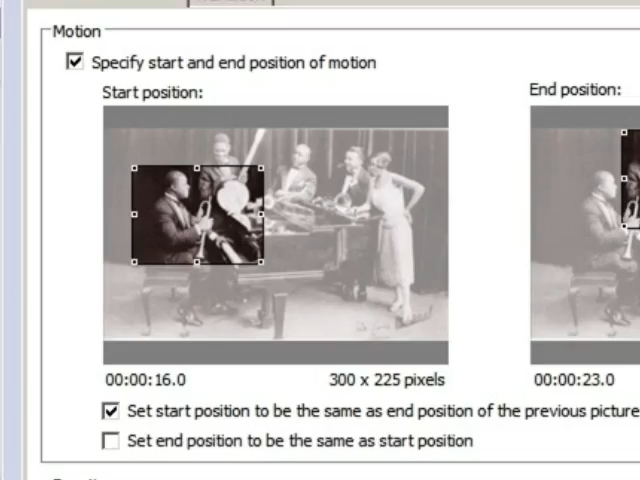 Motion
Specify start and end position of motion
Start position:
End position:
00:00:16.0
300 x 225 pixels
00:00:23.0
Set start position to be the same as end position of the previous picture
Set end position to be the same as start position